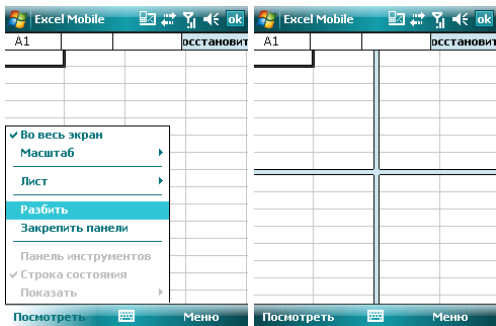 Excel Mobile ok
A1 осстановит
Во весь экран
Масштаб
Лист
Разбить
Закрепить панели
Панель инструментов
Строка состояния
Показать
Посмотреть Меню
Excel Mobile ok
A1 осстановит
Посмотреть Меню